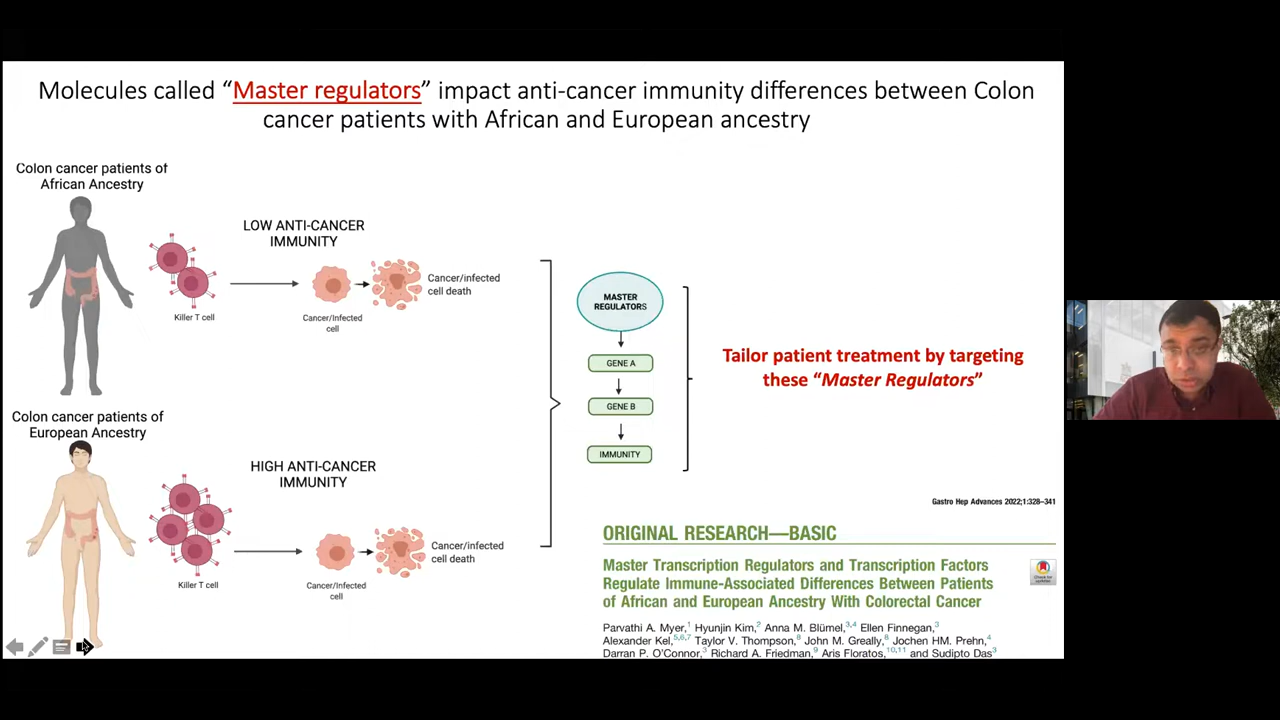 Molecules called “Master regulators” impact anti-cancer immunity differences between Colon
cancer patients with African and European ancestry
Colon cancer patients of
African Ancestry
LOW ANTI-CANCER
IMMUNITY
Killer T cell
Cancer/Infected
cell
Cancer/infected
cell death
Colon cancer patients of
European Ancestry
HIGH ANTI-CANCER
IMMUNITY
Killer T cell
Cancer/Infected
cell
Cancer/infected
cell death
MASTER
REGULATORS
GENE A
GENE B
IMMUNITY
Tailor patient treatment by targeting
these “Master Regulators”
Gastro Hep Advances 2022;1:328–341
ORIGINAL RESEARCH—BASIC
Master Transcription Regulators and Transcription Factors
Regulate Immune-Associated Differences Between Patients
of African and European Ancestry With Colorectal Cancer
Check for
updates
Parvathi A. Myer,1 Hyunjin Kim,2 Anna M. Blümel,3,4 Ellen Finnegan,3
Alexander Kel,5,6,7 Taylor V. Thompson,8 John M. Greally,8 Jochen HM. Prehn,4
Darran P. O'Connor,3 Richard A. Friedman,9 Aris Floratos,10,11 and Sudipto Das3